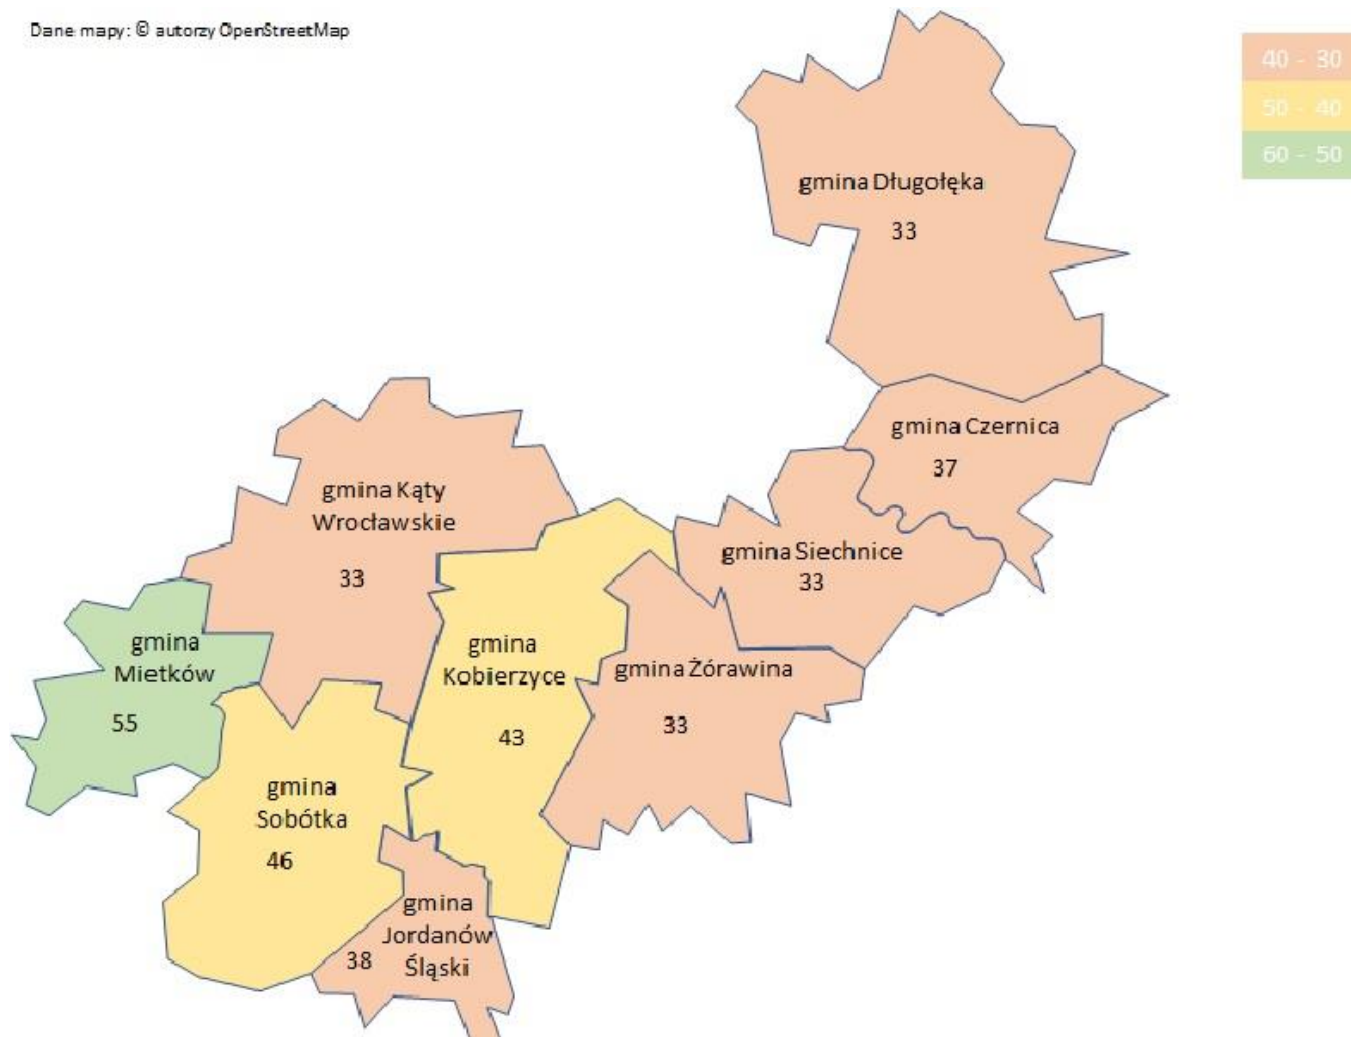 Dane mapy: © autorzy OpenStreetMap
40 - 30
50 - 40
60 - 50
gmina Długołęka
33
gmina Czernica
37
gmina Kąty
Wrocławskie
33
gmina Siechnice
33
gmina
Mietków
55
gmina
Kobierzyce
43
gmina Żórawina
33
gmina
Sobótka
46
gmina
Jordanów
Śląski
38